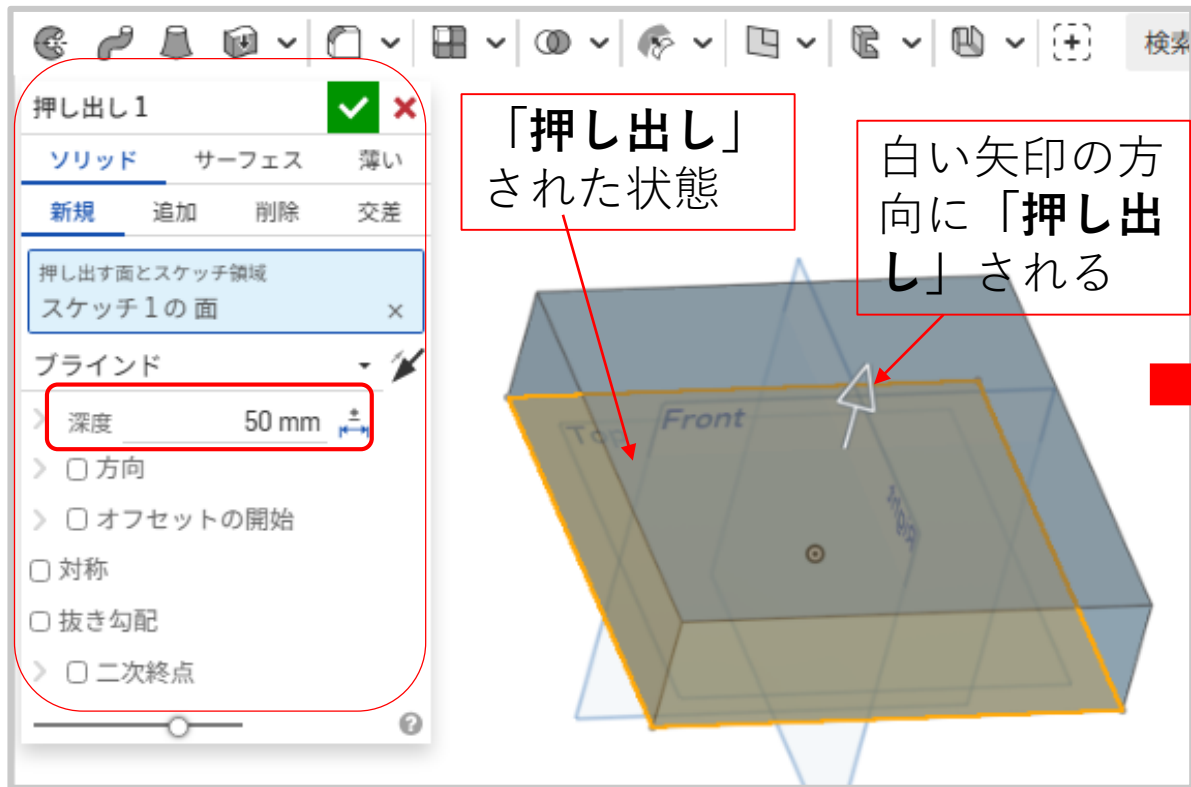 検索
押し出し 1
ソリッド サーフェス 薄い
新規 追加 削除 交差
押し出す面とスケッチ領域
スケッチ 1 の 面
ブラインド
深度 50 mm
方向
オフセットの開始
対称
抜き勾配
二次終点
「押し出し」
された状態
白い矢印の方
向に「押し出
し」される
Top
Front
Right